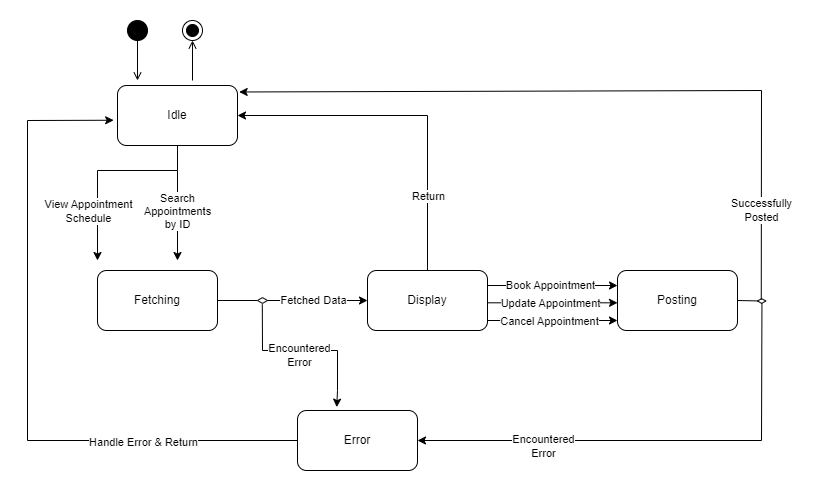 Idle
View Appointment
Schedule
Search
Appointments
by ID
Return
Successfully
Posted
Fetching
Fetched Data
Display
Book Appointment
Update Appointment
Cancel Appointment
Posting
Encountered
Error
Handle Error & Return
Error
Encountered
Error